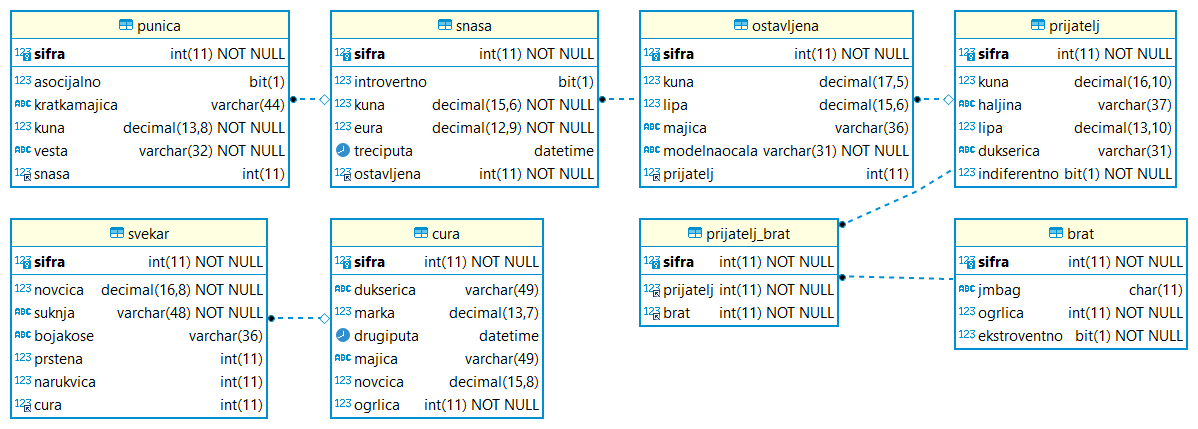 punica
sifra int(11) NOT NULL
asocijalno bit(1)
kratkamajica varchar(44)
kuna decimal(13,8) NOT NULL
vesta varchar(32) NOT NULL
snasa int(11)
snasa
sifra int(11) NOT NULL
introvertno bit(1)
kuna decimal(15,6) NOT NULL
eura decimal(12,9) NOT NULL
treciputa datetime
ostavljena int(11) NOT NULL
ostavljena
sifra int(11) NOT NULL
kuna decimal(17,5)
lipa decimal(15,6)
majica varchar(36)
modelnaocala varchar(31) NOT NULL
prijatelj int(11)
prijatelj
sifra int(11) NOT NULL
kuna decimal(16,10)
haljina varchar(37)
lipa decimal(13,10)
dukserica varchar(31)
indiferentno bit(1) NOT NULL
svekar
sifra int(11) NOT NULL
novcica decimal(16,8) NOT NULL
suknja varchar(48) NOT NULL
bojakose varchar(36)
prstena int(11)
narukvica int(11)
cura int(11)
cura
sifra int(11) NOT NULL
dukserica varchar(49)
marka decimal(13,7)
drugiputa datetime
majica varchar(49)
novcica decimal(15,8)
ogrlica int(11) NOT NULL
prijatelj_brat
sifra int(11) NOT NULL
prijatelj int(11) NOT NULL
brat int(11) NOT NULL
brat
sifra int(11) NOT NULL
jmbag char(11)
ogrlica int(11) NOT NULL
ekstroventno bit(1) NOT NULL